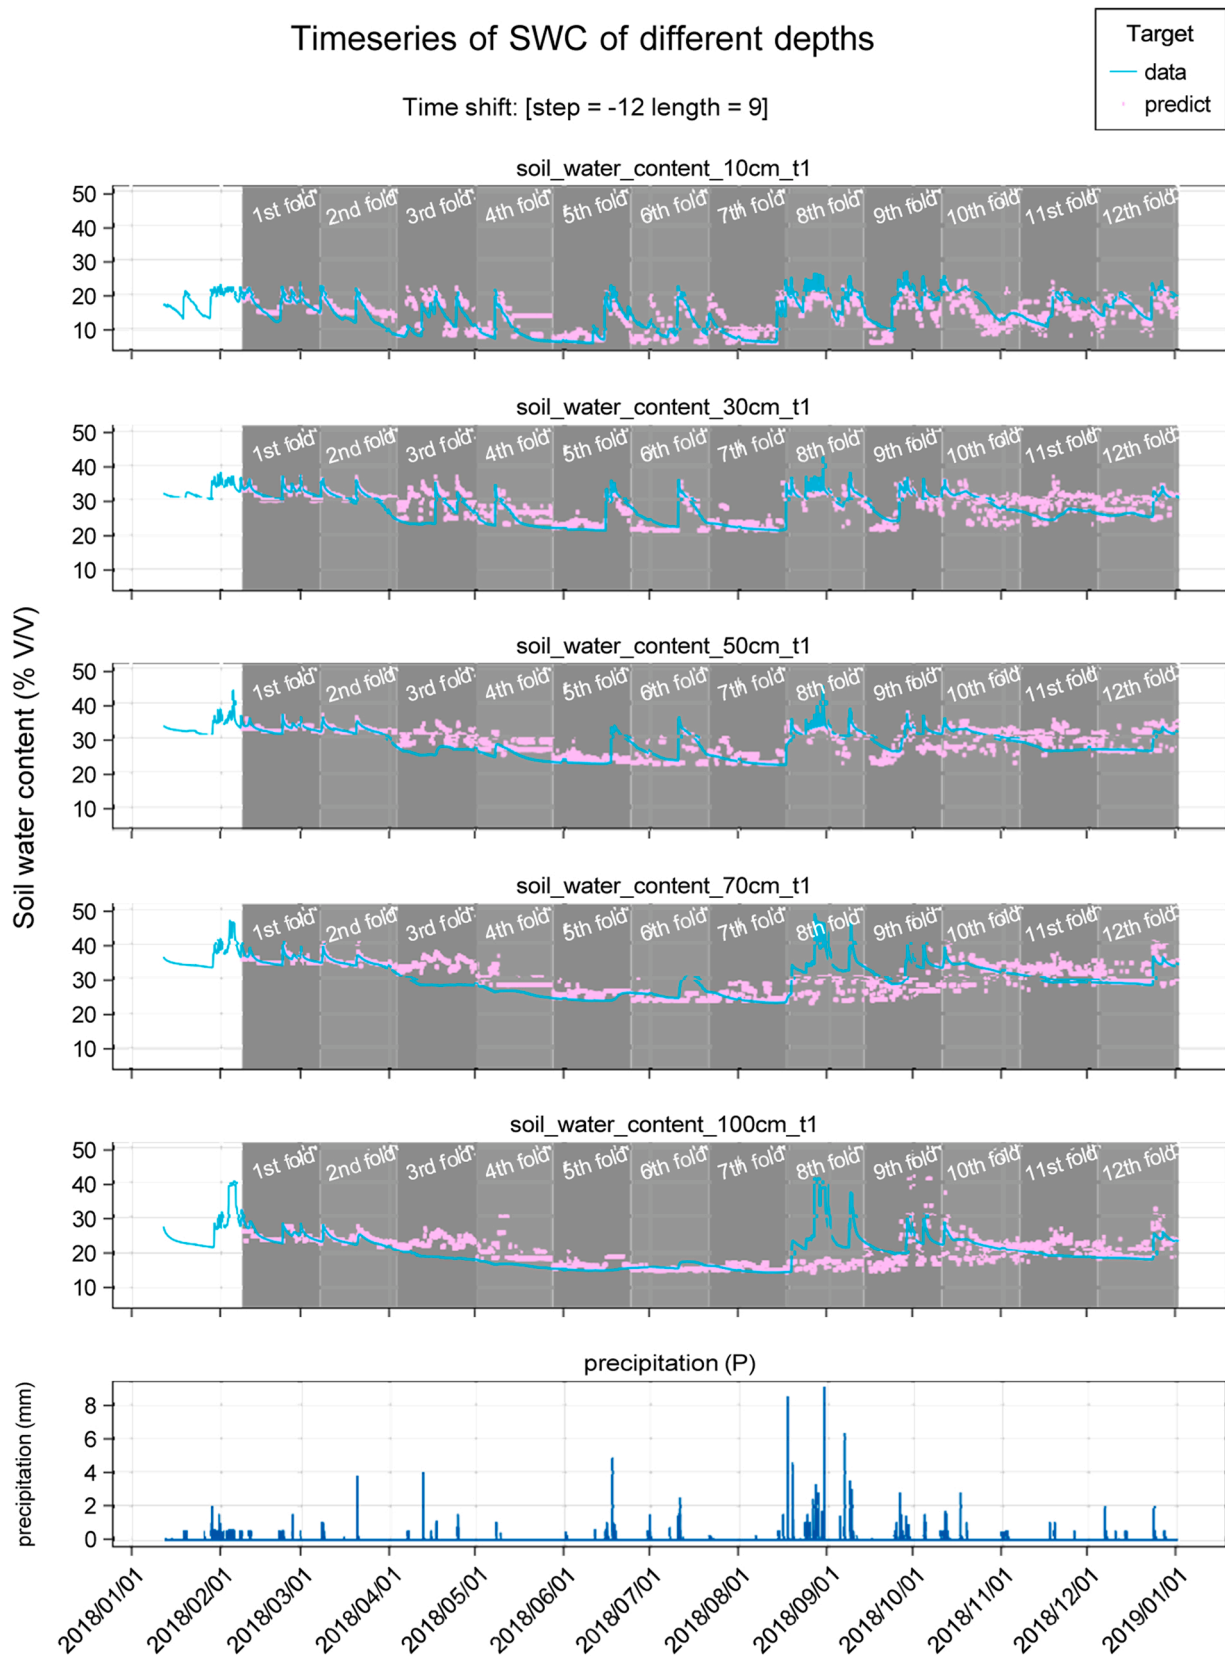 Timeseries of SWC of different depths
Time shift: [step = -12 length = 9]
Target
data
predict
Soil water content (% V/V)
soil_water_content_10cm_t1
50
40
30
20
10
1st fold 2nd fold 3rd fold 4th fold 5th fold 6th fold 7th fold 8th fold 9th fold 10th fold 11st fold 12th fold
soil_water_content_30cm_t1
50
40
30
20
10
1st fold 2nd fold 3rd fold 4th fold 5th fold 6th fold 7th fold 8th fold 9th fold 10th fold 11st fold 12th fold
soil_water_content_50cm_t1
50
40
30
20
10
1st fold 2nd fold 3rd fold 4th fold 5th fold 6th fold 7th fold 8th fold 9th fold 10th fold 11st fold 12th fold
soil_water_content_70cm_t1
50
40
30
20
10
1st fold 2nd fold 3rd fold 4th fold 5th fold 6th fold 7th fold 8th fold 9th fold 10th fold 11st fold 12th fold
soil_water_content_100cm_t1
50
40
30
20
10
1st fold 2nd fold 3rd fold 4th fold 5th fold 6th fold 7th fold 8th fold 9th fold 10th fold 11st fold 12th fold
precipitation (P)
precipitation (mm)
8
6
4
2
0
2018/01/01 2018/02/01 2018/03/01 2018/04/01 2018/05/01 2018/06/01 2018/07/01 2018/08/01 2018/09/01 2018/10/01 2018/11/01 2018/12/01 2019/01/01